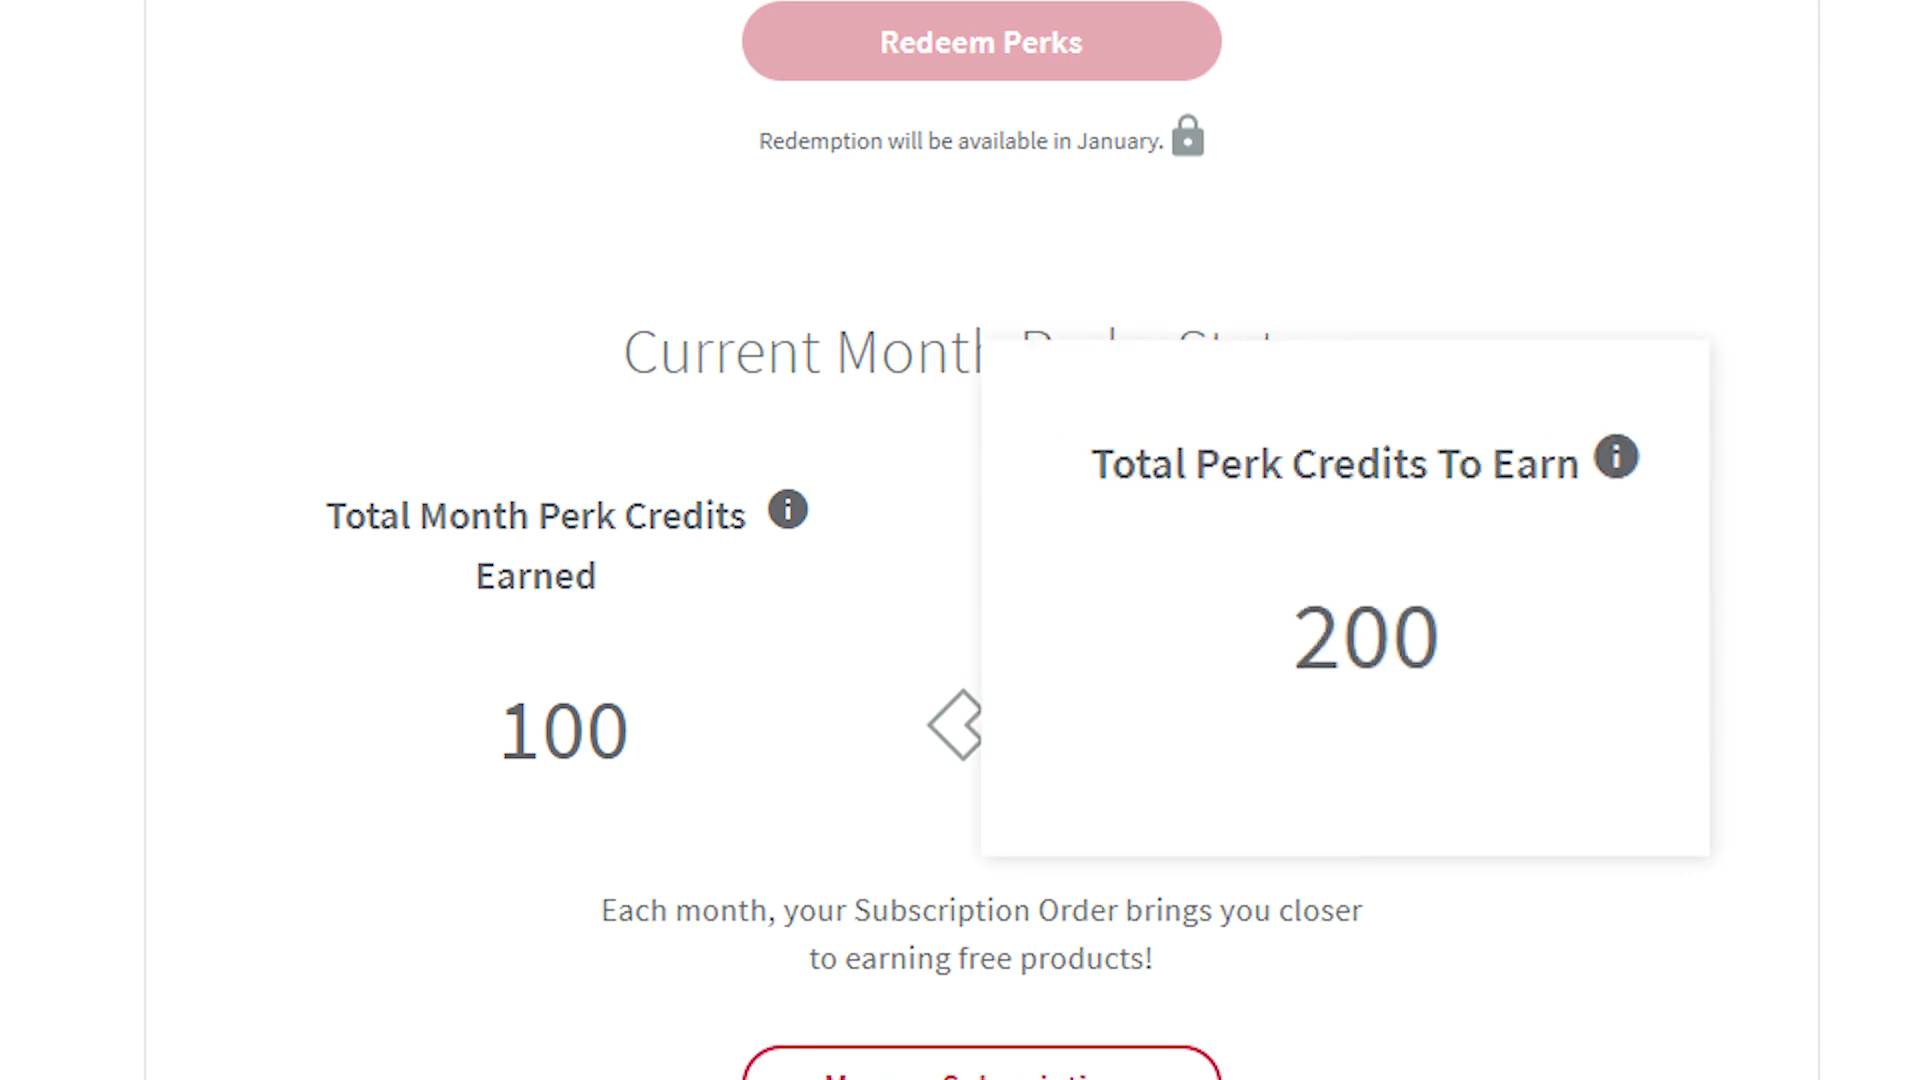 Redeem Perks
Redemption will be available in January.
Current Month
Total Perk Credits To Earn
Total Month Perk Credits
Earned
200
100
Each month, your Subscription Order brings you closer
to earning free products!